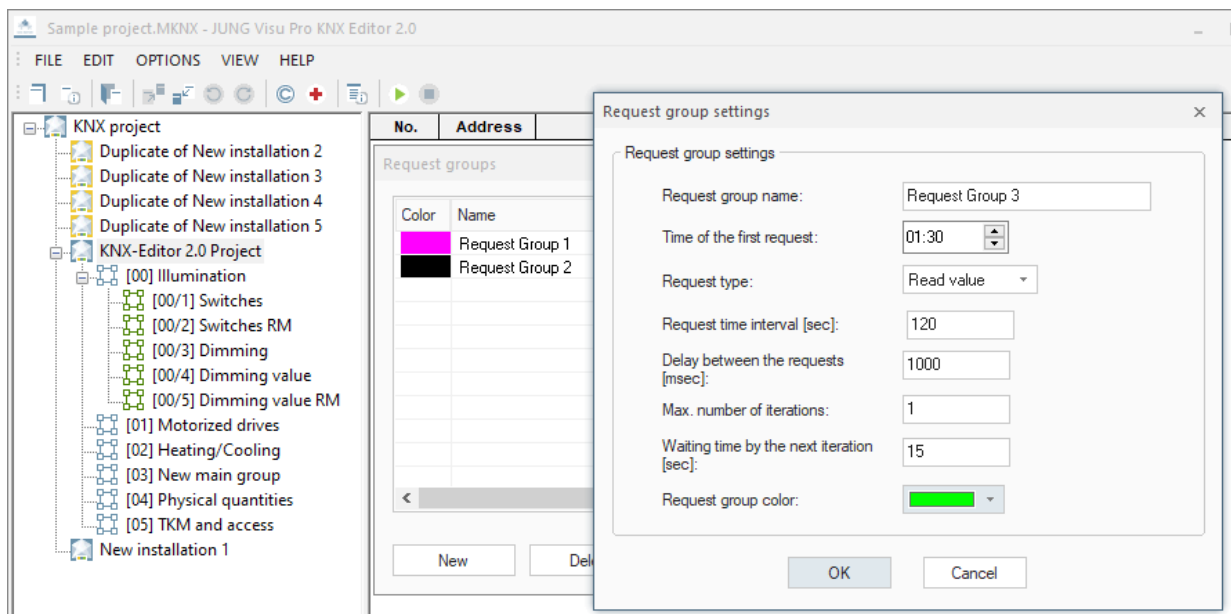 Sample project.MKNX - JUNG Visu Pro KNX Editor 2.0
FILE EDIT OPTIONS VIEW HELP
KNX project
Duplicate of New installation 2
Duplicate of New installation 3
Duplicate of New installation 4
Duplicate of New installation 5
KNX-Editor 2.0 Project
[00] Illumination
[00/1] Switches
[00/2] Switches RM
[00/3] Dimming
[00/4] Dimming value
[00/5] Dimming value RM
[01] Motorized drives
[02] Heating/Cooling
[03] New main group
[04] Physical quantities
[05] TKM and access
New installation 1
No. Address
Request groups
Color Name
Request Group 1
Request Group 2
New Del
Request group settings
Request group settings
Request group name: Request Group 3
Time of the first request: 01:30
Request type: Read value
Request time interval [sec]: 120
Delay between the requests
[msec]: 1000
Max. number of iterations: 1
Waiting time by the next iteration
[sec]: 15
Request group color:
OK Cancel